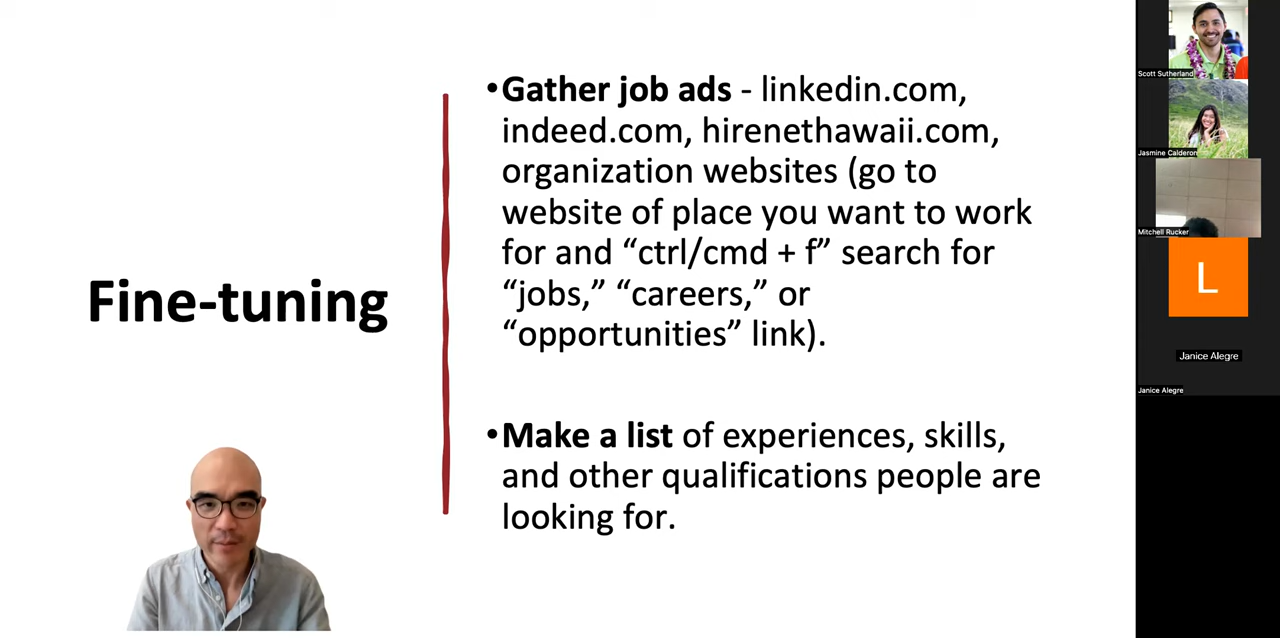 Fine-tuning
•Gather job ads - linkedin.com,
indeed.com, hirenethawaii.com,
organization websites (go to
website of place you want to work
for and “ctrl/cmd + f” search for
“jobs,” “careers,” or
“opportunities” link).
•Make a list of experiences, skills,
and other qualifications people are
looking for.
Scott Sutherland
Jasmine Calderon
Mitchell Rucker
L
Janice Alegre
Janice Alegre